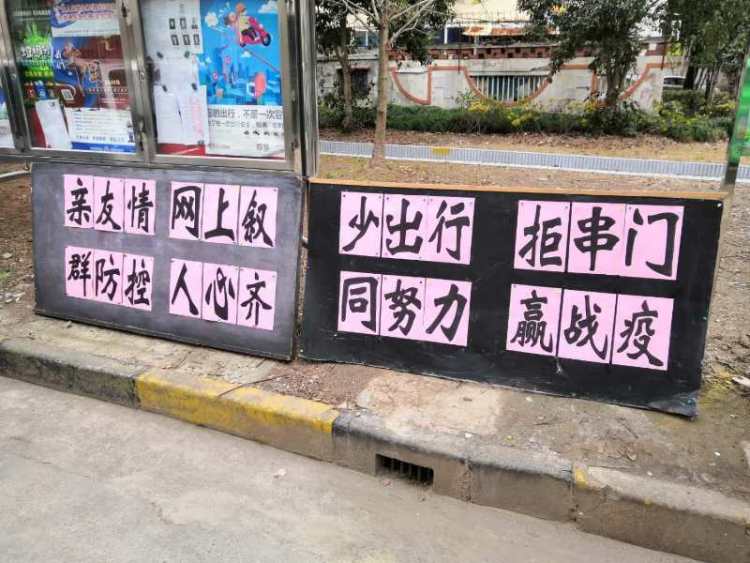 亲友情 网上叙
群防控 人心齐
少出行 拒串门
同努力 赢战疫